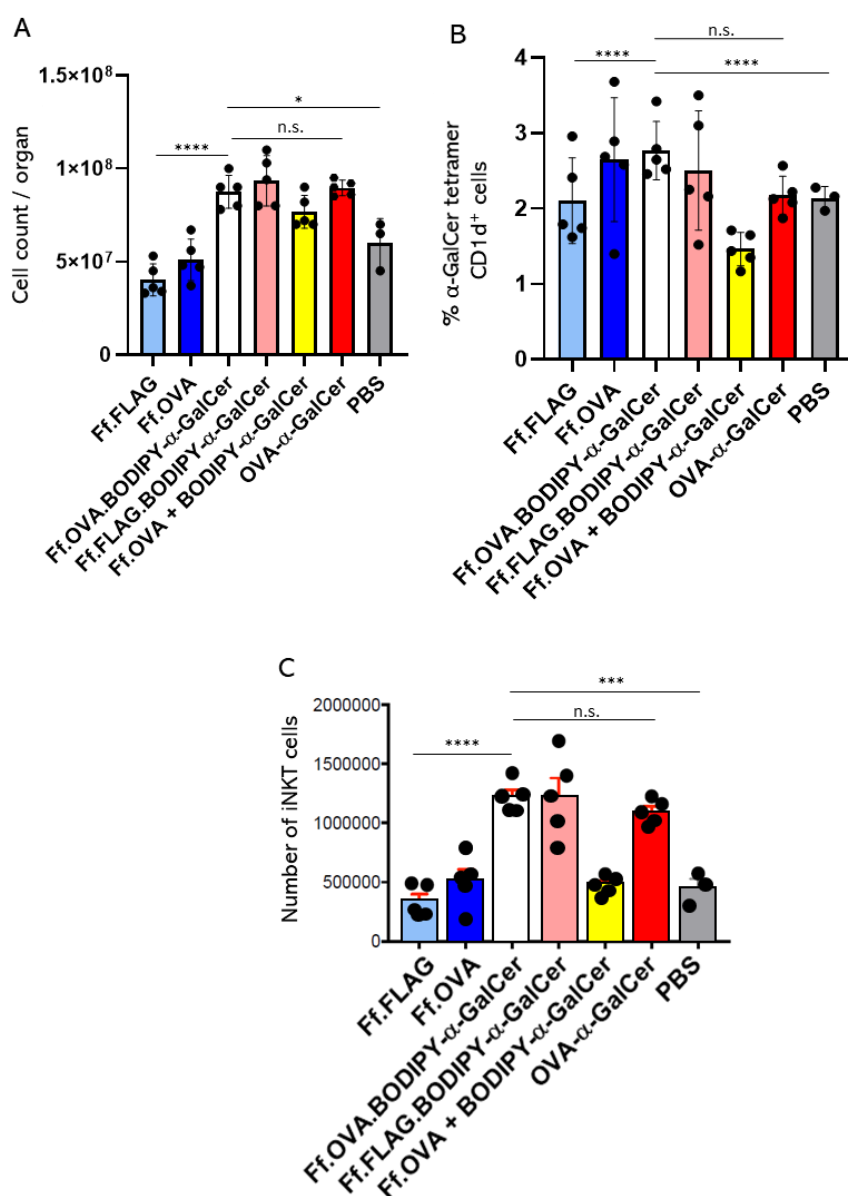 A
Cell count / organ
1.5×10⁸
1×10⁸
5×10⁷
0
****
*
n.s.
Ff.FLAG
Ff.OVA
Ff.OVA.BODIPY-α-GalCer
Ff.FLAG.BODIPY-α-GalCer
Ff.OVA + BODIPY-α-GalCer
OVA-α-GalCer
PBS
B
% α-GalCer tetramer
CD1d⁺ cells
4
3
2
1
0
****
n.s.
****
Ff.FLAG
Ff.OVA
Ff.OVA.BODIPY-α-GalCer
Ff.FLAG.BODIPY-α-GalCer
Ff.OVA + BODIPY-α-GalCer
OVA-α-GalCer
PBS
C
Number of iNKT cells
2000000
1500000
1000000
500000
0
****
***
n.s.
Ff.FLAG
Ff.OVA
Ff.OVA.BODIPY-α-GalCer
Ff.FLAG.BODIPY-α-GalCer
Ff.OVA + BODIPY-α-GalCer
OVA-α-GalCer
PBS